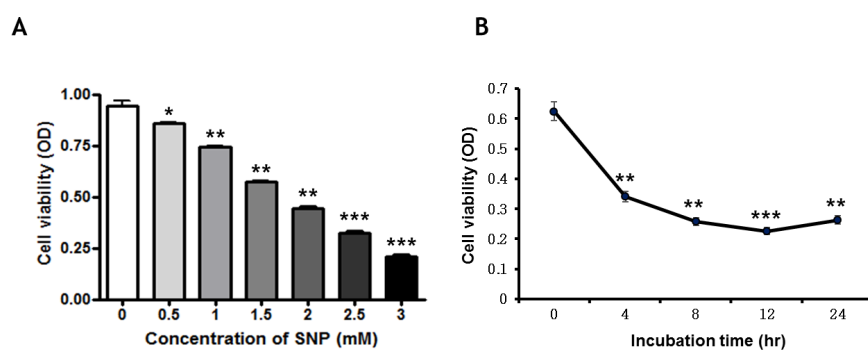 A
B
Cell viability (OD)
1.00
0.75
0.50
0.25
0.00
*
**
**
**
***
***
0 0.5 1 1.5 2 2.5 3
Concentration of SNP (mM)
Cell viability (OD)
0.7
0.6
0.5
0.4
0.3
0.2
0.1
0
**
**
***
**
0 4 8 12 24
Incubation time (hr)